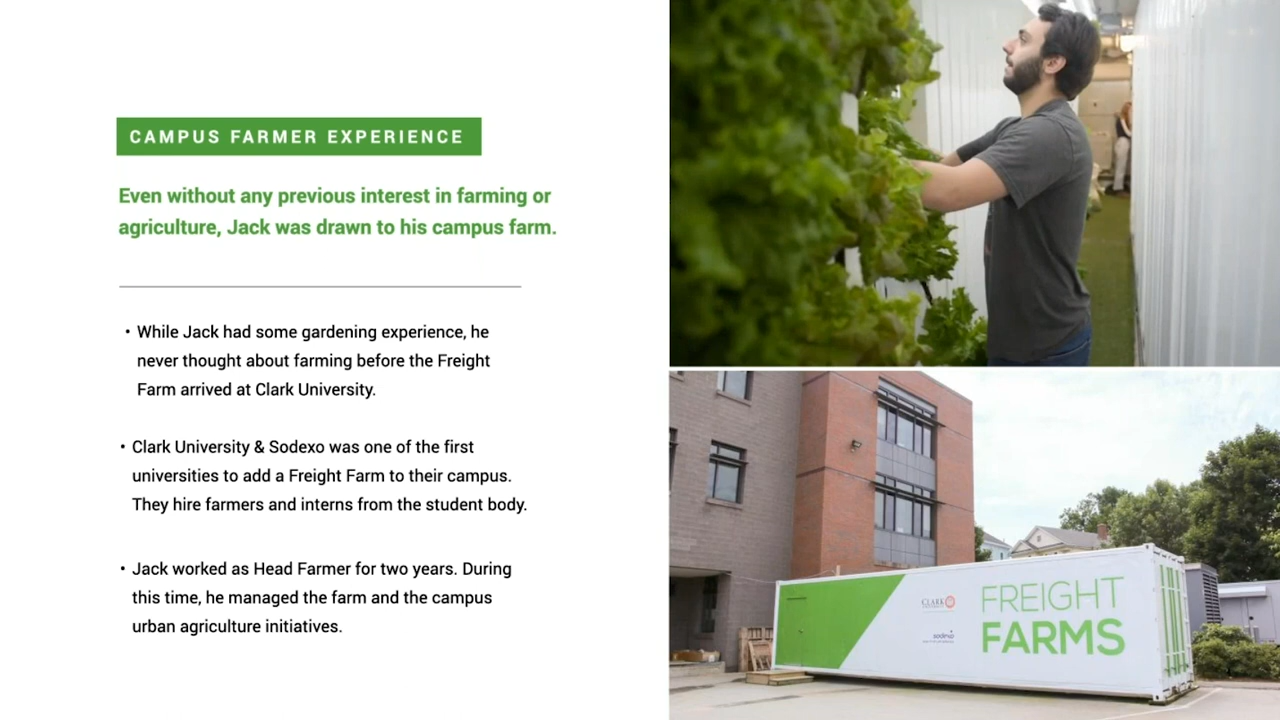 CAMPUS FARMER EXPERIENCE
Even without any previous interest in farming or
agriculture, Jack was drawn to his campus farm.
• While Jack had some gardening experience, he
never thought about farming before the Freight
Farm arrived at Clark University.
• Clark University & Sodexo was one of the first
universities to add a Freight Farm to their campus.
They hire farmers and interns from the student body.
• Jack worked as Head Farmer for two years. During
this time, he managed the farm and the campus
urban agriculture initiatives.
CLARK
sodexo
FREIGHT
FARMS